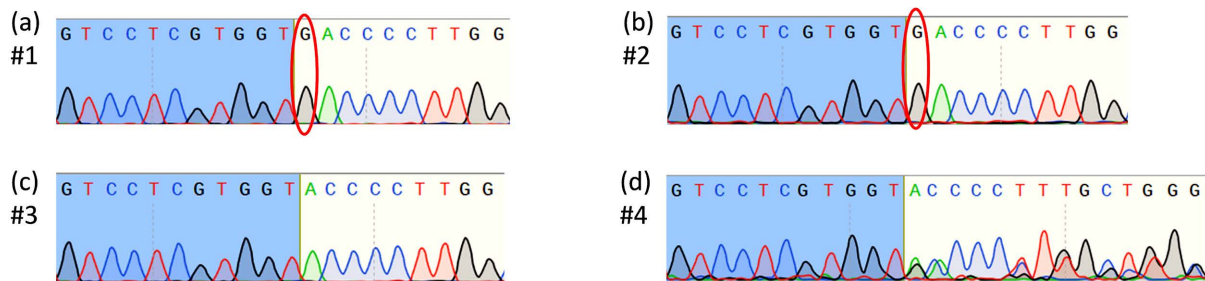 (a)
#1
G T C C T C G T G G T G A C C C C T T G G
(b)
#2
G T C C T C G T G G T G A C C C C T T G G
(c)
#3
G T C C T C G T G G T A C C C C T T G G
(d)
#4
G T C C T C G T G G T A C C C C T T T G C T G G G